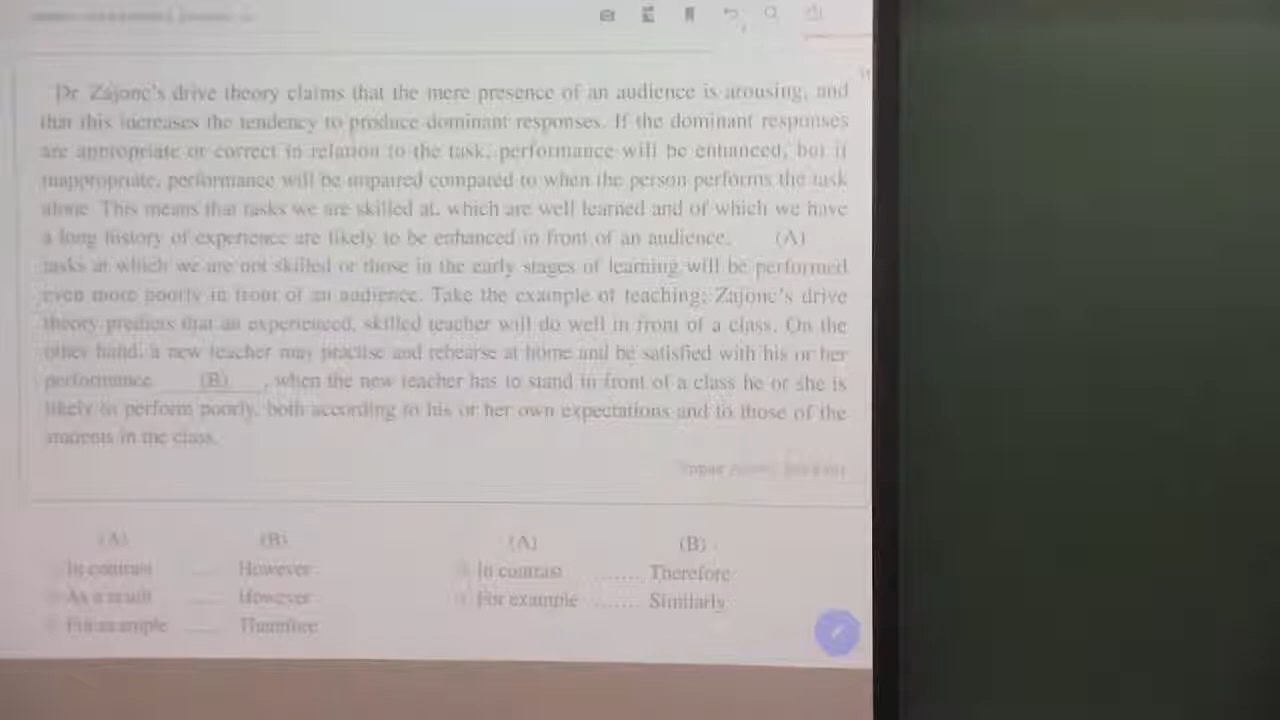 Dr Zajonc's drive theory claims that the mere presence of an audience is arousing, and
that this increases the tendency to produce dominant responses. If the dominant responses
are appropriate or correct in relation to the task, performance will be enhanced, but if
inappropriate, performance will be impaired compared to when the person performs the task
alone. This means that tasks we are skilled at, which are well learned and of which we have
a long history of experience are likely to be enhanced in front of an audience. (A)
tasks at which we are not skilled or those in the early stages of learning will be performed
even more poorly in front of an audience. Take the example of teaching: Zajonc's drive
theory predicts that an experienced, skilled teacher will do well in front of a class. On the
other hand, a new teacher may practise and rehearse at home and be satisfied with his or her
performance. (B) , when the new teacher has to stand in front of a class he or she is
likely to perform poorly, both according to his or her own expectations and to those of the
students in the class.
(A) (B) (A) (B)
In contrast ...... However In contrast ....... Therefore
As a result ...... However For example ....... Similarly
For example ...... Therefore